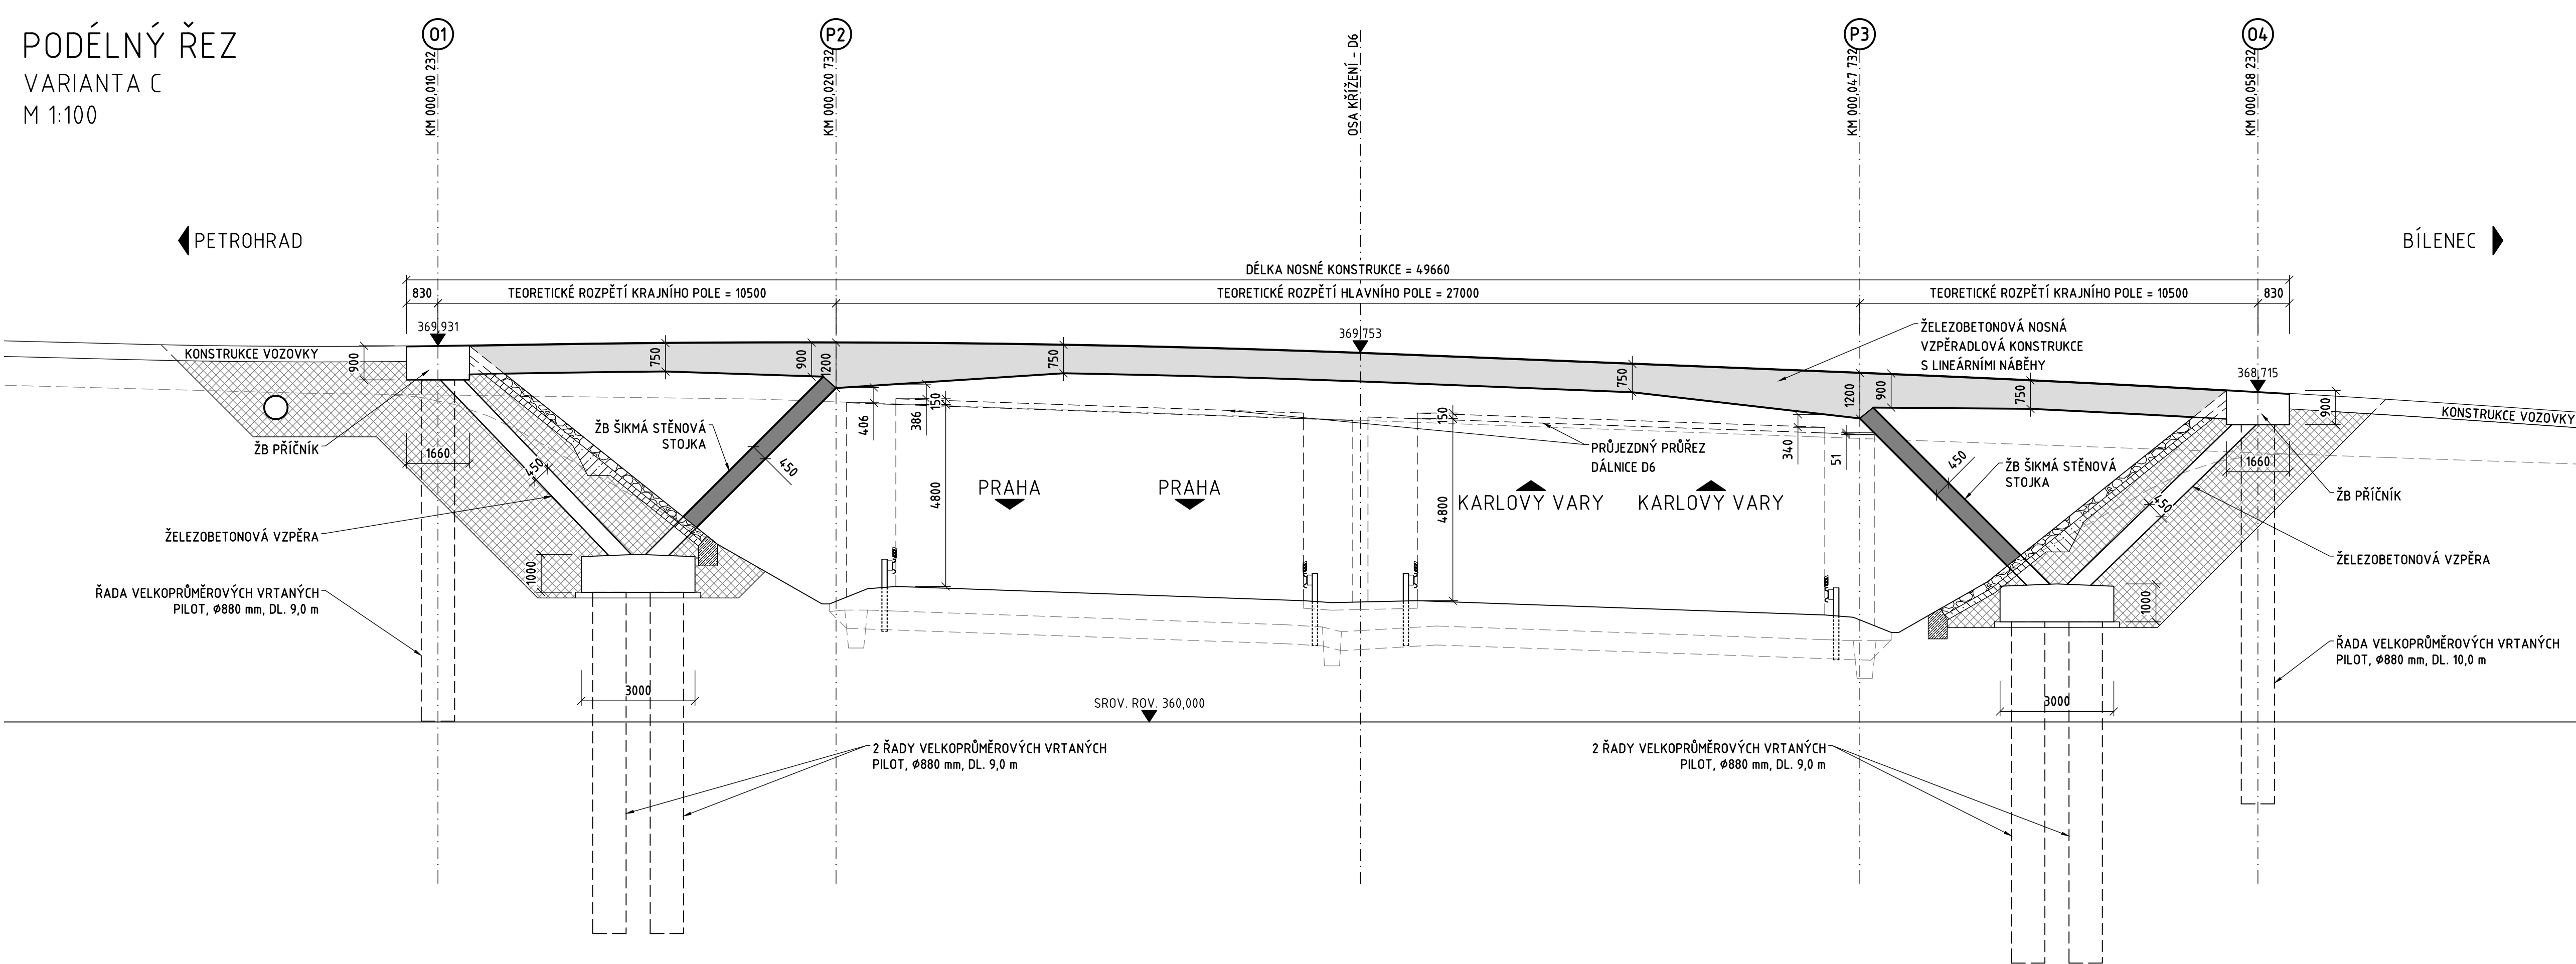 PODÉLNÝ ŘEZ
VARIANTA C
M 1:100
O1
P2
P3
O4
KM 000,010 232
KM 000,020 732
OSA KŘÍŽENÍ - D6
KM 000,047 732
KM 000,058 232
PETROHRAD
BÍLENEC
DÉLKA NOSNÉ KONSTRUKCE = 49660
830
TEORETICKÉ ROZPĚTÍ KRAJNÍHO POLE = 10500
TEORETICKÉ ROZPĚTÍ HLAVNÍHO POLE = 27000
TEORETICKÉ ROZPĚTÍ KRAJNÍHO POLE = 10500
830
369,931
369,753
368,715
ŽELEZOBETONOVÁ NOSNÁ
VZPĚRADLOVÁ KONSTRUKCE
S LINEÁRNÍMI NÁBĚHY
KONSTRUKCE VOZOVKY
900
750
900
1200
750
750
1200
900
750
900
KONSTRUKCE VOZOVKY
406
386
150
150
340
51
ŽB PŘÍČNÍK
1660
450
ŽB ŠIKMÁ STĚNOVÁ
STOJKA
450
PRŮJEZDNÝ PRŮŘEZ
DÁLNICE D6
4800
PRAHA
PRAHA
4800
KARLOVY VARY
KARLOVY VARY
450
ŽB ŠIKMÁ STĚNOVÁ
STOJKA
450
1660
ŽB PŘÍČNÍK
ŽELEZOBETONOVÁ VZPĚRA
ŽELEZOBETONOVÁ VZPĚRA
1000
1000
ŘADA VELKOPRŮMĚROVÝCH VRTANÝCH
PILOT, Ø880 mm, DL. 9,0 m
ŘADA VELKOPRŮMĚROVÝCH VRTANÝCH
PILOT, Ø880 mm, DL. 10,0 m
3000
3000
SROV. ROV. 360,000
2 ŘADY VELKOPRŮMĚROVÝCH VRTANÝCH
PILOT, Ø880 mm, DL. 9,0 m
2 ŘADY VELKOPRŮMĚROVÝCH VRTANÝCH
PILOT, Ø880 mm, DL. 9,0 m